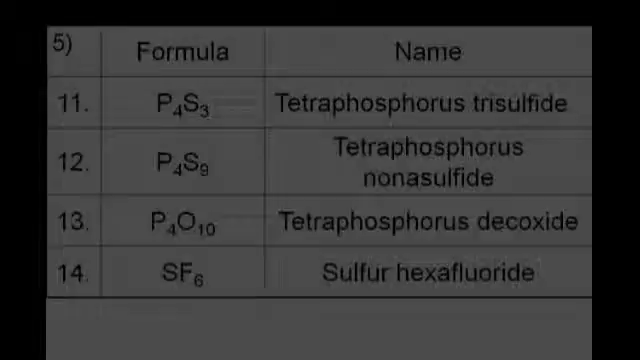 5) Formula Name
11. P₄S₃ Tetraphosphorus trisulfide
12. P₄S₉ Tetraphosphorus
nonasulfide
13. P₄O₁₀ Tetraphosphorus decoxide
14. SF₆ Sulfur hexafluoride